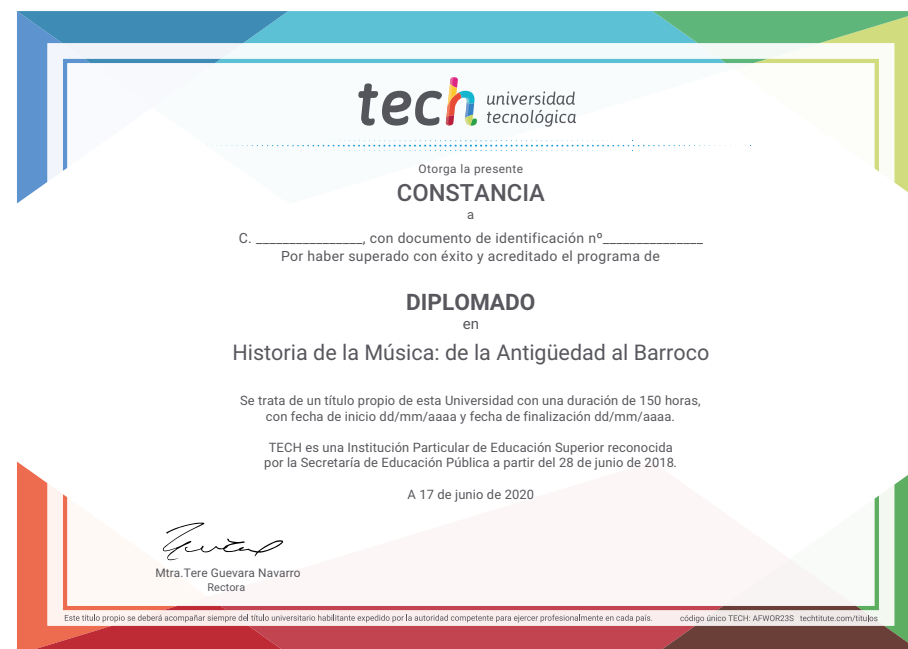 tech universidad
tecnológica
Otorga la presente
CONSTANCIA
a
C. ________________, con documento de identificación nº_______________
Por haber superado con éxito y acreditado el programa de
DIPLOMADO
en
Historia de la Música: de la Antigüedad al Barroco
Se trata de un título propio de esta Universidad con una duración de 150 horas,
con fecha de inicio dd/mm/aaaa y fecha de finalización dd/mm/aaaa.
TECH es una Institución Particular de Educación Superior reconocida
por la Secretaría de Educación Pública a partir del 28 de junio de 2018.
A 17 de junio de 2020
Mtra.Tere Guevara Navarro
Rectora
Este título propio se deberá acompañar siempre del título universitario habilitante expedido por la autoridad competente para ejercer profesionalmente en cada país. código único TECH: AFWOR23S techtitute.com/titulos